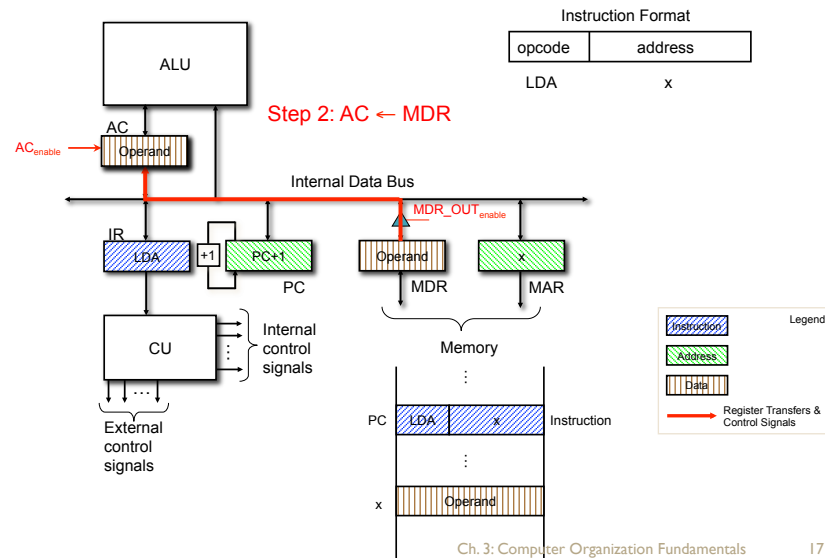 Instruction Format
opcode address
LDA x
ALU
Step 2: AC ← MDR
AC
ACenable
Operand
Internal Data Bus
MDR_OUTenable
IR
LDA
+1
PC+1
PC
Operand
MDR
x
MAR
CU
Internal
control
signals
...
...
External
control
signals
Memory
...
PC LDA x Instruction
...
x Operand
Legend
Instruction
Address
Data
Register Transfers &
Control Signals
Ch. 3: Computer Organization Fundamentals 17